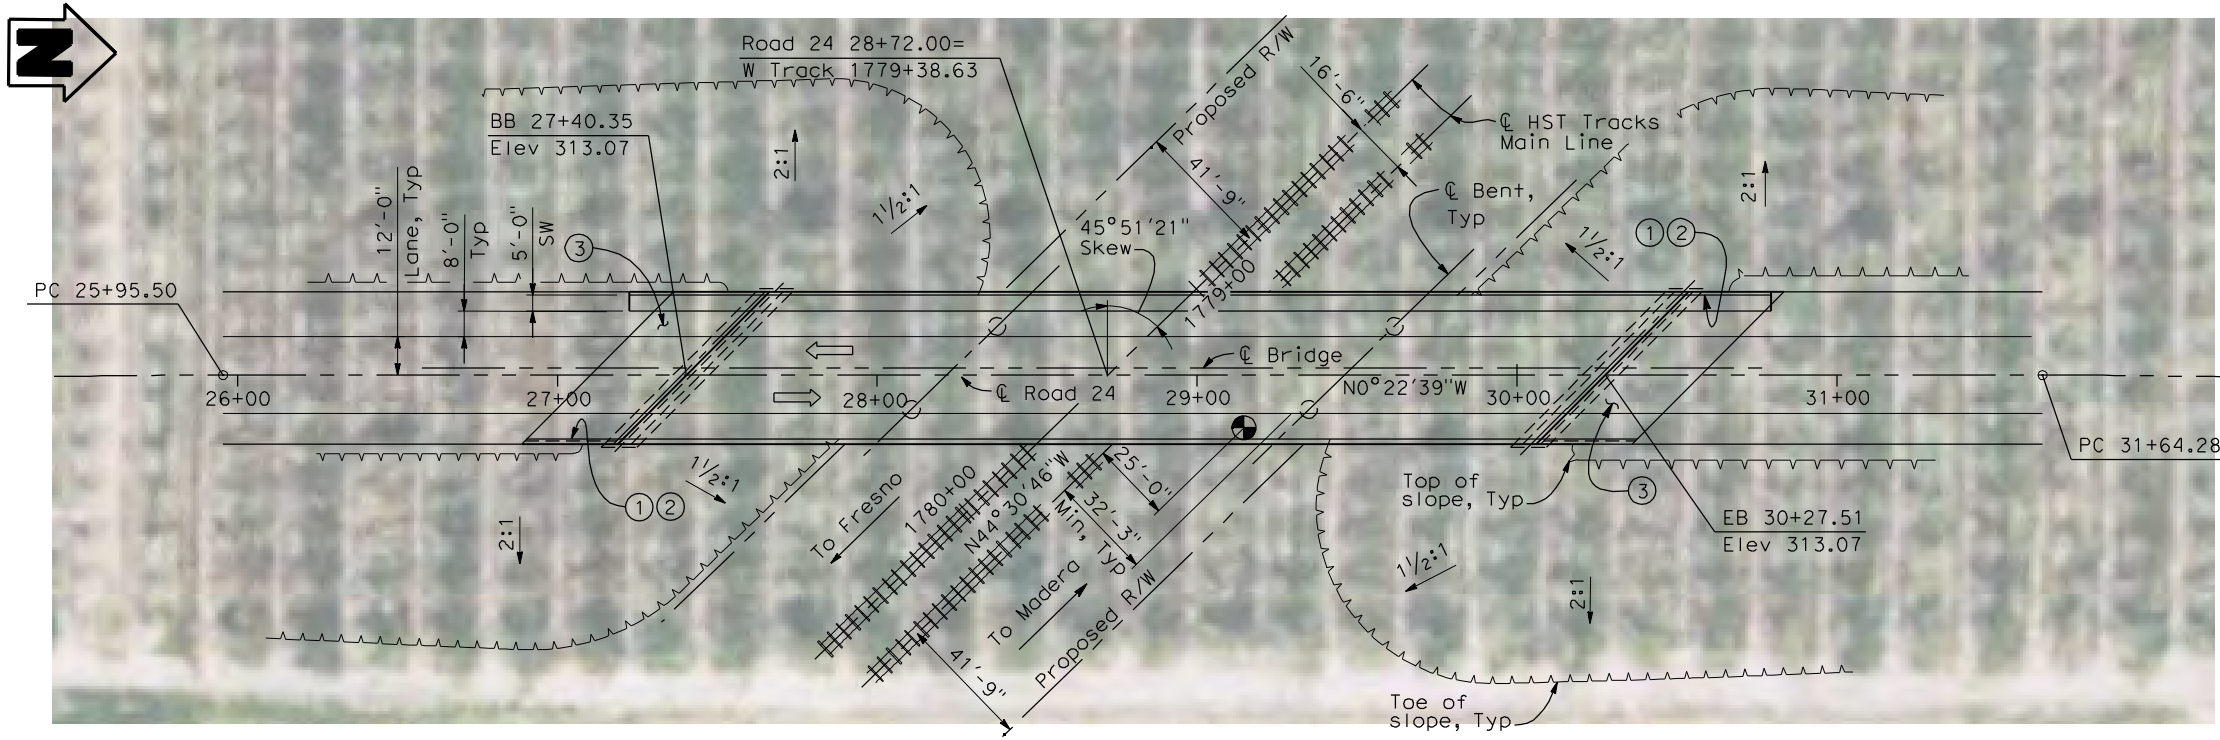 N
Road 24 28+72.00=
W Track 1779+38.63
BB 27+40.35
Elev 313.07
Proposed R/W
16'-6"
℄ HST Tracks
Main Line
41'-9"
℄ Bent,
Typ
2:1
1½:1
12'-0"
Lane, Typ
8'-0"
Typ
5'-0"
SW
3
45°51'21"
Skew
1779+00
1½:1
2:1
1 2
PC 25+95.50
26+00
27+00
28+00
℄ Road 24
29+00
℄ Bridge
N0°22'39"W
30+00
31+00
PC 31+64.28
1½:1
1 2
2:1
To Fresno
1780+00
N44°30'46"W
25'-0"
32'-3"
Min, Typ
To Madera
Proposed R/W
41'-9"
Top of
slope, Typ
3
EB 30+27.51
Elev 313.07
1½:1
2:1
Toe of
slope, Typ